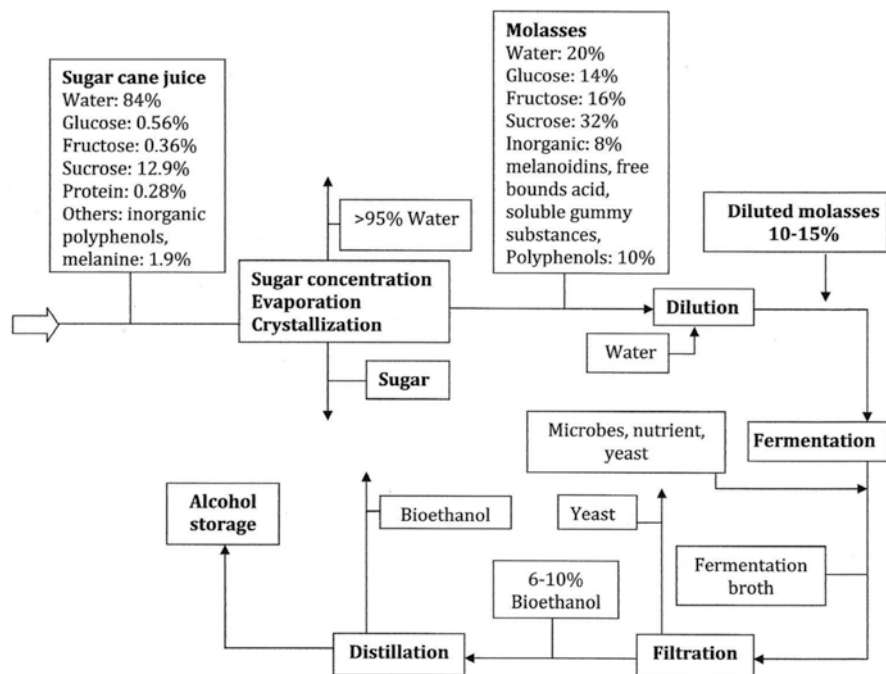 Sugar cane juice
Water: 84%
Glucose: 0.56%
Fructose: 0.36%
Sucrose: 12.9%
Protein: 0.28%
Others: inorganic
polyphenols,
melanine: 1.9%
>95% Water
Sugar concentration
Evaporation
Crystallization
Sugar
Molasses
Water: 20%
Glucose: 14%
Fructose: 16%
Sucrose: 32%
Inorganic: 8%
melanoidins, free
bounds acid,
soluble gummy
substances,
Polyphenols: 10%
Dilution
Water
Diluted molasses
10-15%
Fermentation
Microbes, nutrient,
yeast
Fermentation
broth
Filtration
Yeast
6-10%
Bioethanol
Distillation
Bioethanol
Alcohol
storage